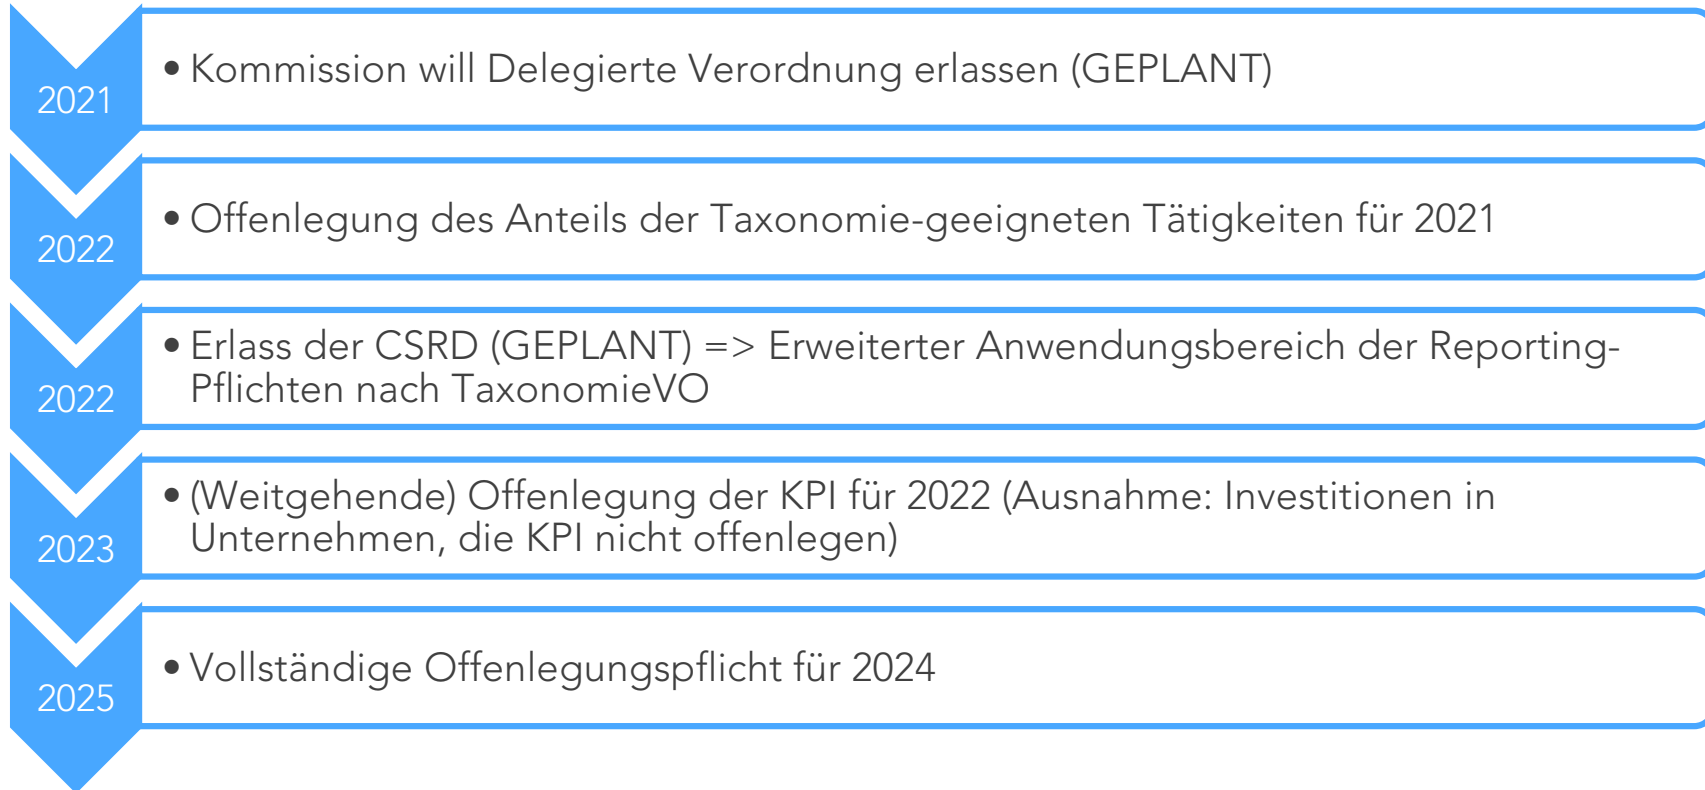 2021
• Kommission will Delegierte Verordnung erlassen (GEPLANT)
2022
• Offenlegung des Anteils der Taxonomie-geeigneten Tätigkeiten für 2021
2022
• Erlass der CSRD (GEPLANT) => Erweiterter Anwendungsbereich der Reporting-
Pflichten nach TaxonomieVO
2023
• (Weitgehende) Offenlegung der KPI für 2022 (Ausnahme: Investitionen in
Unternehmen, die KPI nicht offenlegen)
2025
• Vollständige Offenlegungspflicht für 2024